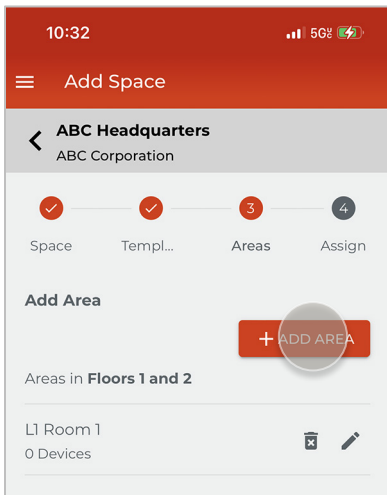 10:32
5G
Add Space
ABC Headquarters
ABC Corporation
3
4
Space
Templ...
Areas
Assign
Add Area
+ ADD AREA
Areas in Floors 1 and 2
L1 Room 1
0 Devices